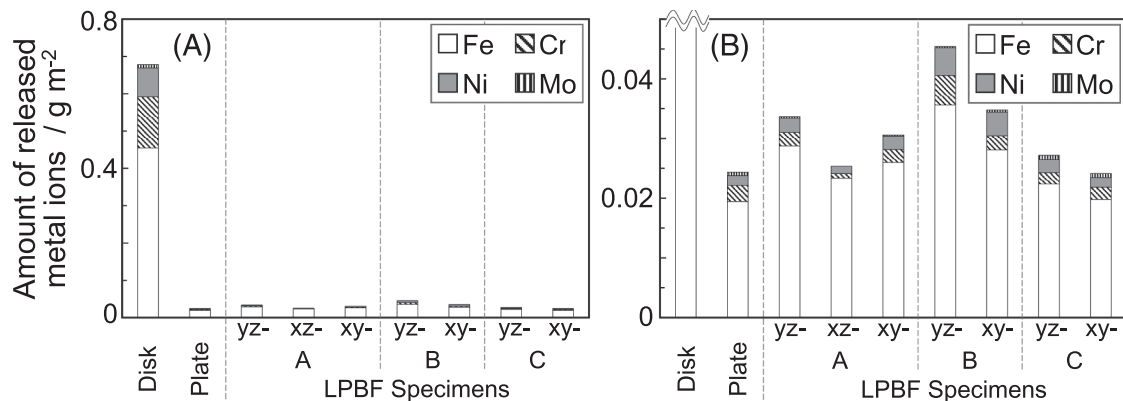 Amount of released
metal ions / g m⁻²
0.8
0.4
0
(A)
Fe Cr
Ni Mo
yz- xz- xy- yz- xy- yz- xy-
Disk
Plate
A B C
LPBF Specimens
0.04
0.02
0
(B)
Fe Cr
Ni Mo
yz- xz- xy- yz- xy- yz- xy-
Disk
Plate
A B C
LPBF Specimens